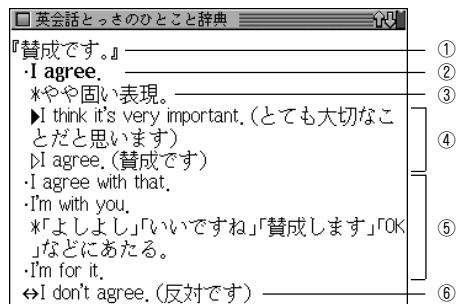 英会話とっさのひとこと辞典
『賛成です。』 ①
·I agree. ②
*やや固い表現。 ③
▶I think it's very important. (とても大切なこ
とだと思います) ④
▷I agree. (賛成です)
·I agree with that.
·I'm with you.
*「よしよし」「いいですね」「賛成します」「OK ⑤
」などにあたる。
·I'm for it.
↔I don't agree. (反対です) ⑥